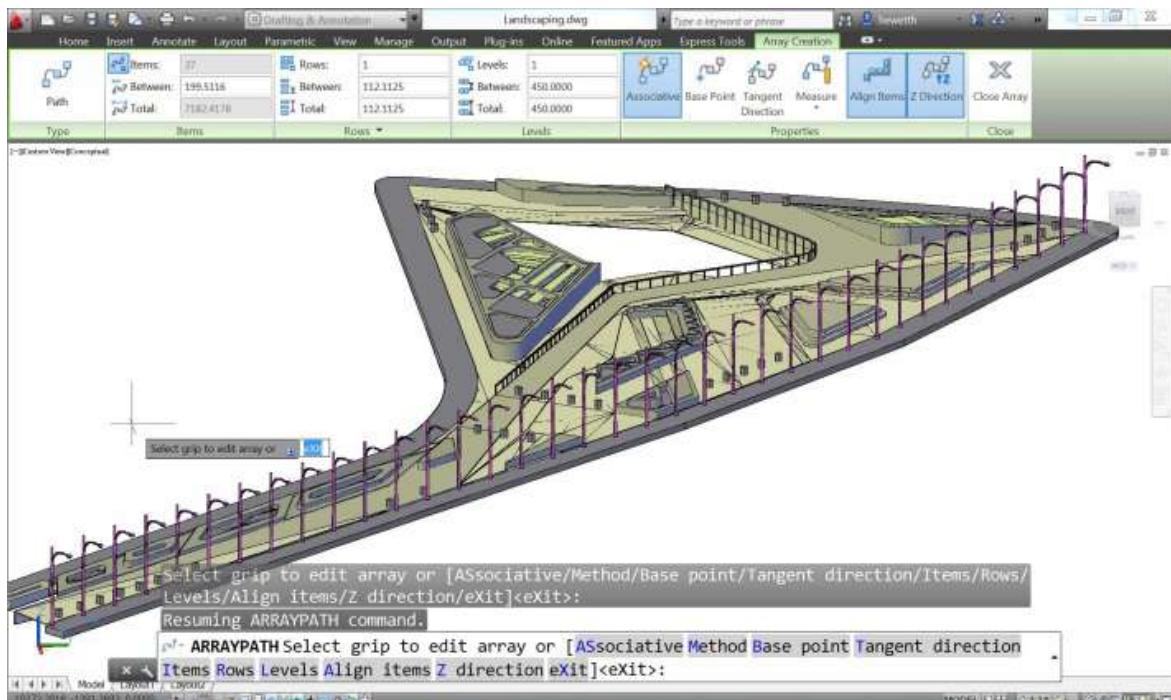 Drafting & Annotation
Landscaping.dwg
Type a keyword or phrase
Home Insert Annotate Layout Parametric View Manage Output Plug-ins Online Featured Apps Express Tools Array Creation
Items: 37 Rows: 1 Levels: 1
Between: 199.5116 Between: 112.1125 Between: 450.0000
Total: 7182.4178 Total: 112.1125 Total: 450.0000
Path
Associative Base Point Tangent Direction Measure Align Items Z Direction Close Array
Type Items Rows Levels Properties Close
[-][Custom View][Conceptual]
Select grip to edit array or
Select grip to edit array or [ASsociative/Method/Base point/Tangent direction/Items/Rows/
Levels/Align items/Z direction/eXit]<eXit>:
Resuming ARRAYPATH command.
ARRAYPATH Select grip to edit array or [ASsociative Method Base point Tangent direction
Items Rows Levels Align items Z direction eXit]<eXit>:
Model Layout1 Layout2